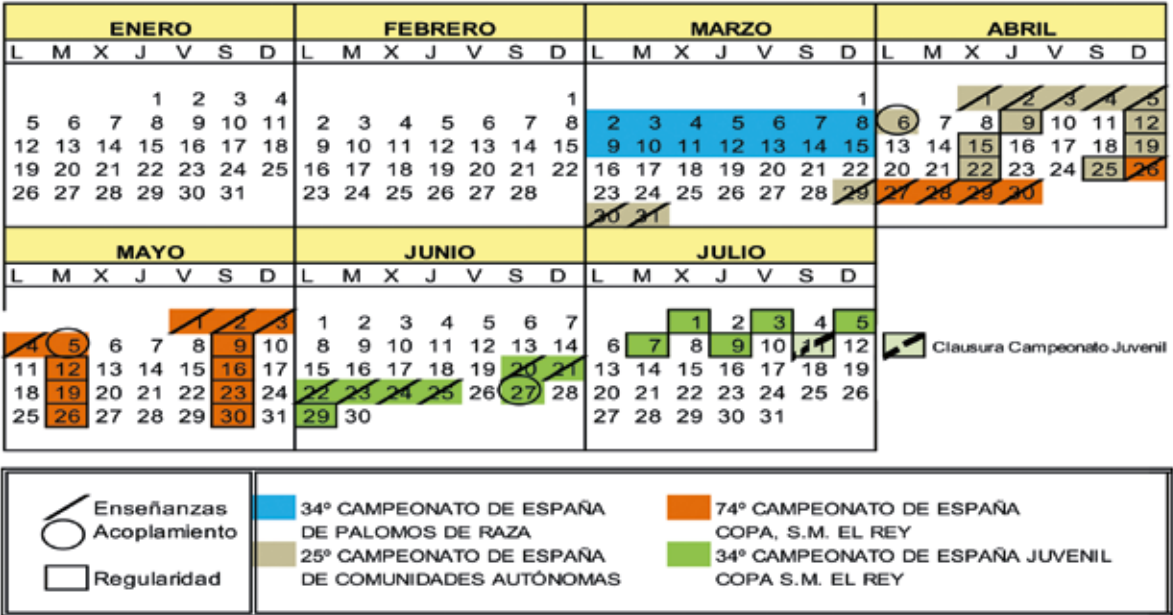 ENERO FEBRERO MARZO ABRIL
L M X J V S D L M X J V S D L M X J V S D L M X J V S D
1 2 3 4 1 1 1 2 3 4 5
5 6 7 8 9 10 11 2 3 4 5 6 7 8 2 3 4 5 6 7 8 6 7 8 9 10 11 12
12 13 14 15 16 17 18 9 10 11 12 13 14 15 9 10 11 12 13 14 15 13 14 15 16 17 18 19
19 20 21 22 23 24 25 16 17 18 19 20 21 22 16 17 18 19 20 21 22 20 21 22 23 24 25 26
26 27 28 29 30 31 23 24 25 26 27 28 23 24 25 26 27 28 29 27 28 29 30
30 31
MAYO JUNIO JULIO
L M X J V S D L M X J V S D L M X J V S D
1 2 3 1 2 3 4 5 6 7 1 2 3 4 5
4 5 6 7 8 9 10 8 9 10 11 12 13 14 6 7 8 9 10 11 12 Clausura Campeonato Juvenil
11 12 13 14 15 16 17 15 16 17 18 19 20 21 13 14 15 16 17 18 19
18 19 20 21 22 23 24 22 23 24 25 26 27 28 20 21 22 23 24 25 26
25 26 27 28 29 30 31 29 30 27 28 29 30 31
Enseñanzas 34º CAMPEONATO DE ESPAÑA 74º CAMPEONATO DE ESPAÑA
Acoplamiento DE PALOMOS DE RAZA COPA, S.M. EL REY
25º CAMPEONATO DE ESPAÑA 34º CAMPEONATO DE ESPAÑA JUVENIL
Regularidad DE COMUNIDADES AUTÓNOMAS COPA S.M. EL REY